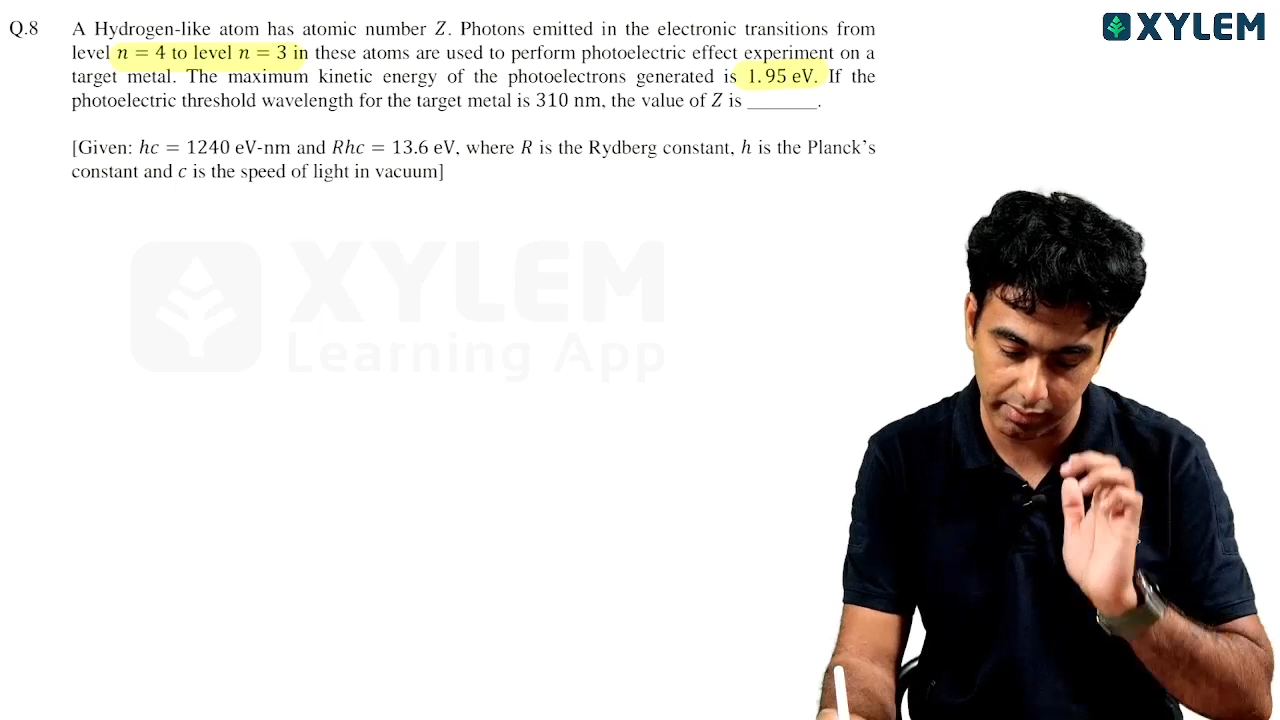 XYLEM
Q.8 A Hydrogen-like atom has atomic number Z. Photons emitted in the electronic transitions from
level n = 4 to level n = 3 in these atoms are used to perform photoelectric effect experiment on a
target metal. The maximum kinetic energy of the photoelectrons generated is 1.95 eV. If the
photoelectric threshold wavelength for the target metal is 310 nm, the value of Z is _______.
[Given: hc = 1240 eV-nm and Rhc = 13.6 eV, where R is the Rydberg constant, h is the Planck’s
constant and c is the speed of light in vacuum]
XYLEM
Learning App